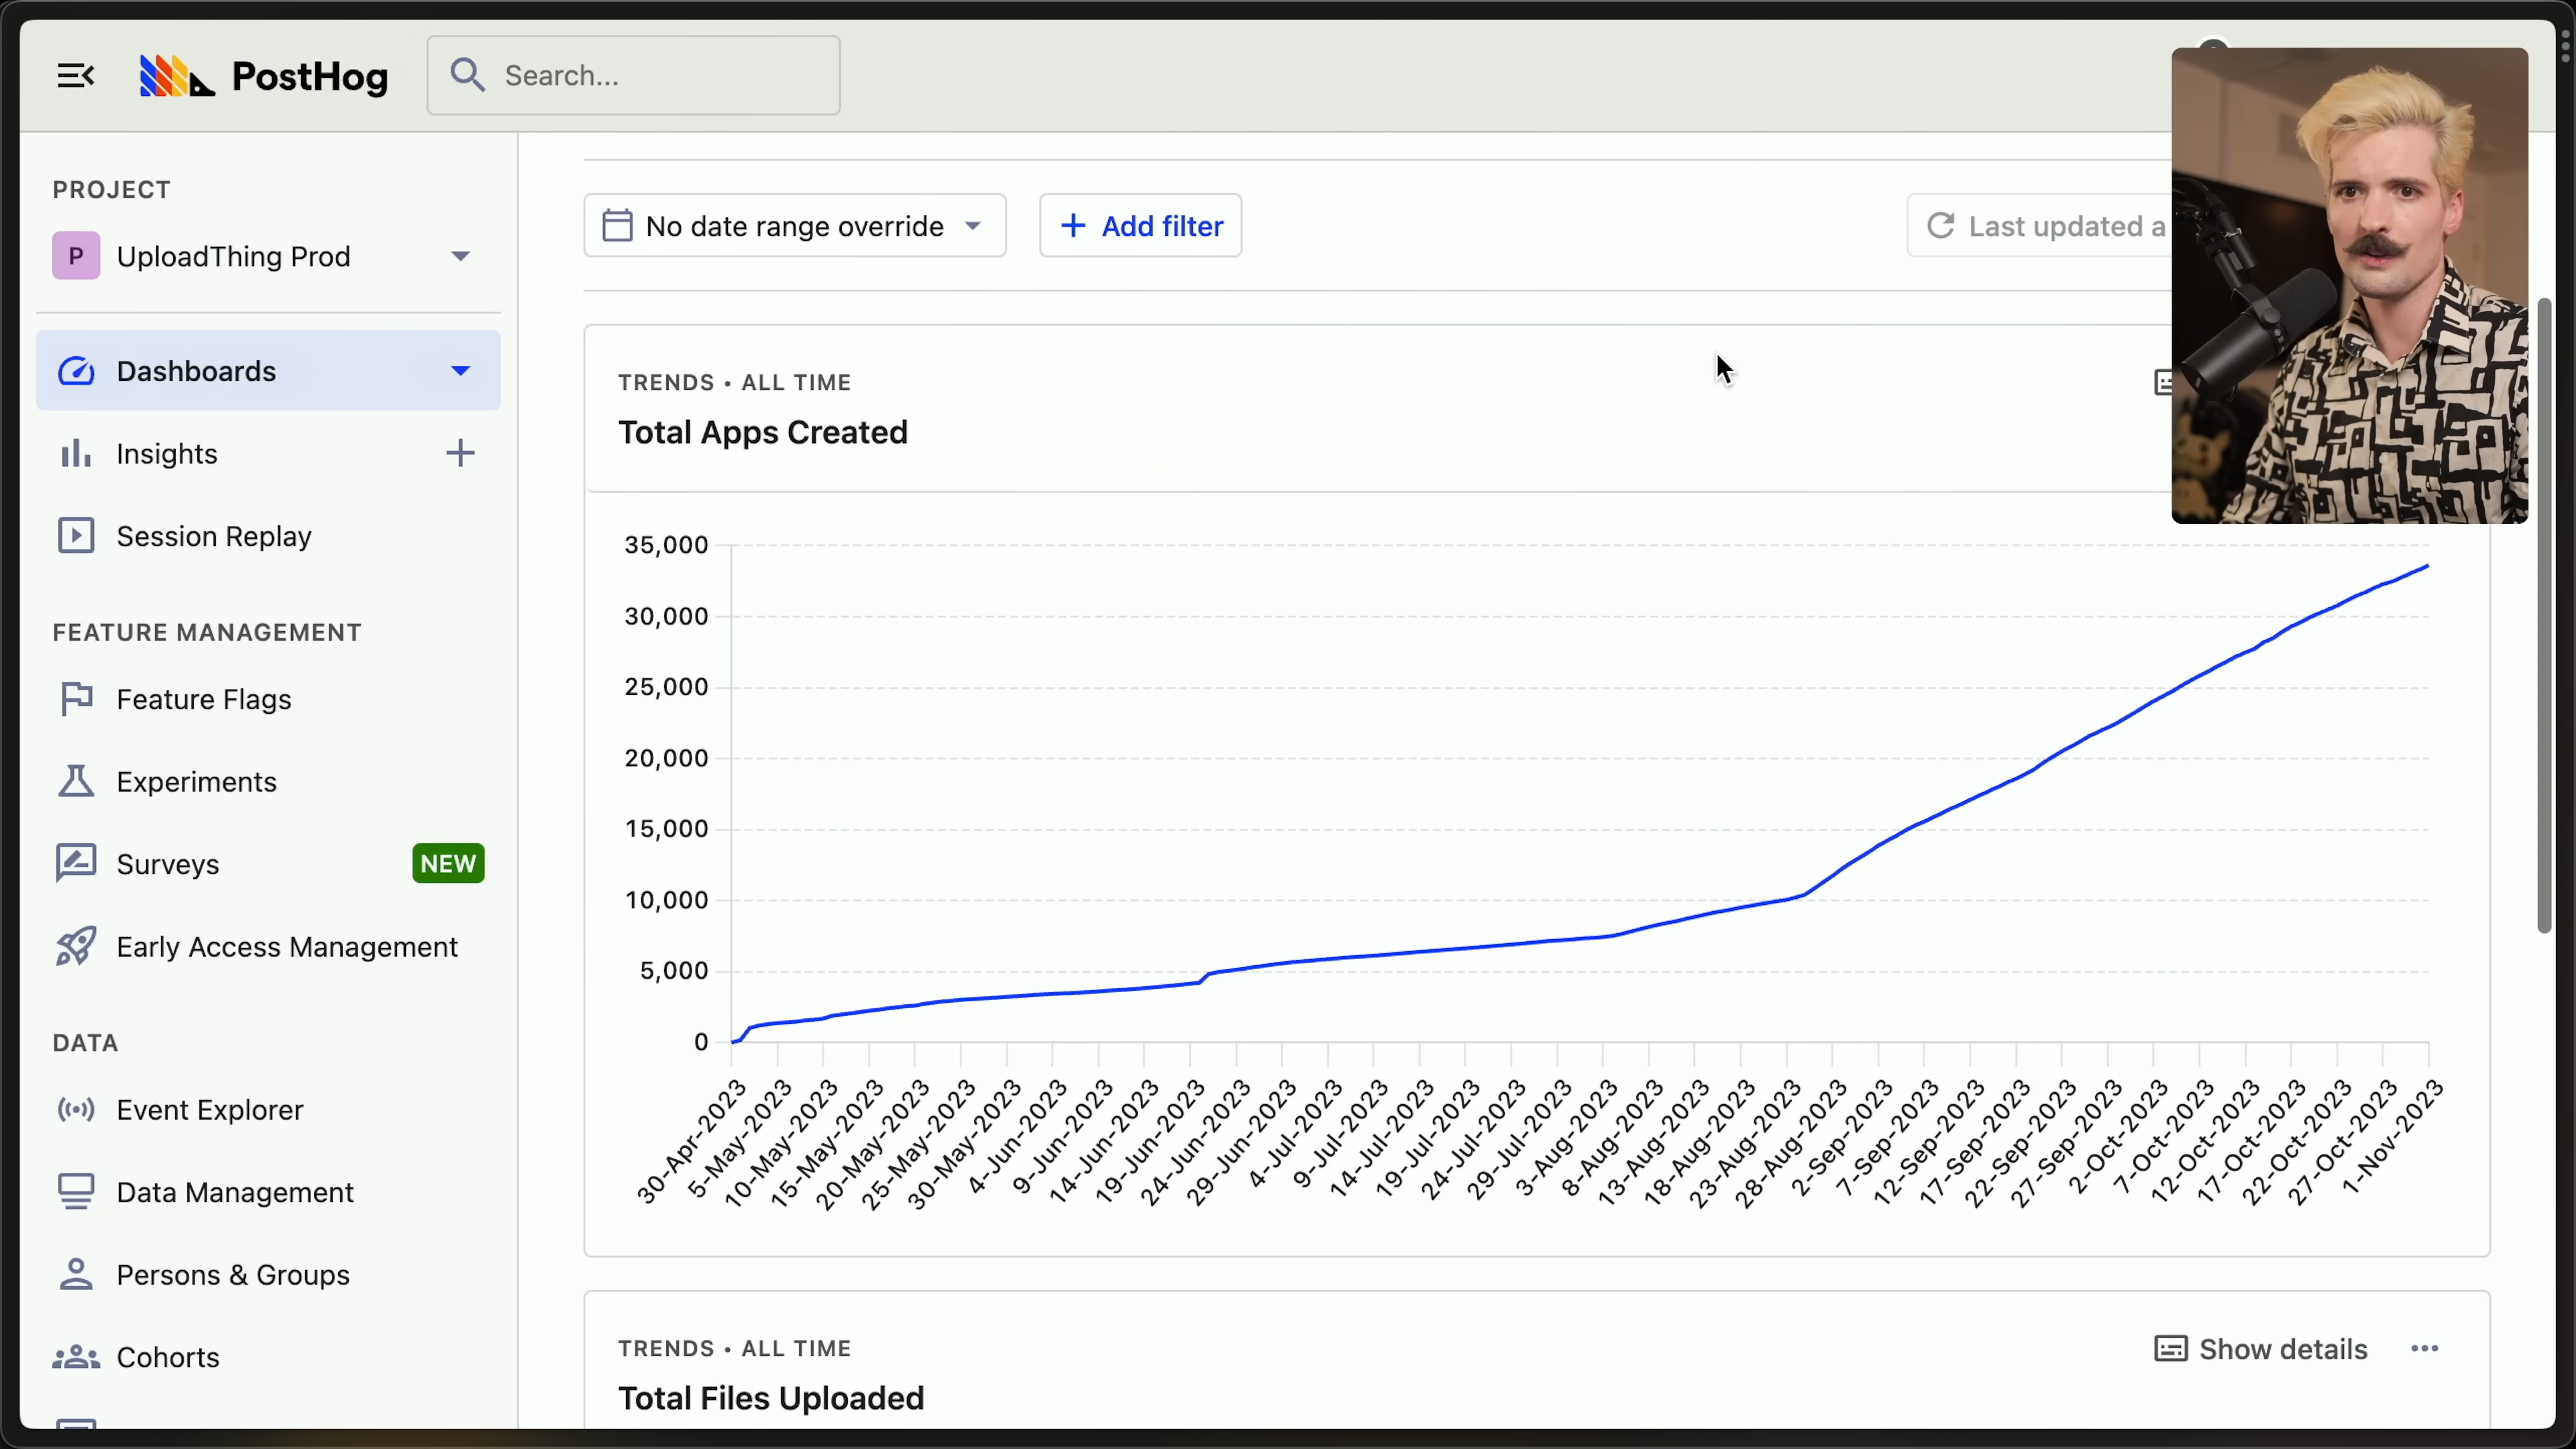 PostHog
Search...
PROJECT
P UploadThing Prod
Dashboards
Insights
Session Replay
FEATURE MANAGEMENT
Feature Flags
Experiments
Surveys NEW
Early Access Management
DATA
Event Explorer
Data Management
Persons & Groups
Cohorts
No date range override
Add filter
Last updated a
TRENDS • ALL TIME
Total Apps Created
35,000
30,000
25,000
20,000
15,000
10,000
5,000
0
30-Apr-2023
5-May-2023
10-May-2023
15-May-2023
20-May-2023
25-May-2023
30-May-2023
4-Jun-2023
9-Jun-2023
14-Jun-2023
19-Jun-2023
24-Jun-2023
29-Jun-2023
4-Jul-2023
9-Jul-2023
14-Jul-2023
19-Jul-2023
24-Jul-2023
29-Jul-2023
3-Aug-2023
8-Aug-2023
13-Aug-2023
18-Aug-2023
23-Aug-2023
28-Aug-2023
2-Sep-2023
7-Sep-2023
12-Sep-2023
17-Sep-2023
22-Sep-2023
27-Sep-2023
2-Oct-2023
7-Oct-2023
12-Oct-2023
17-Oct-2023
22-Oct-2023
27-Oct-2023
1-Nov-2023
TRENDS • ALL TIME
Show details
Total Files Uploaded